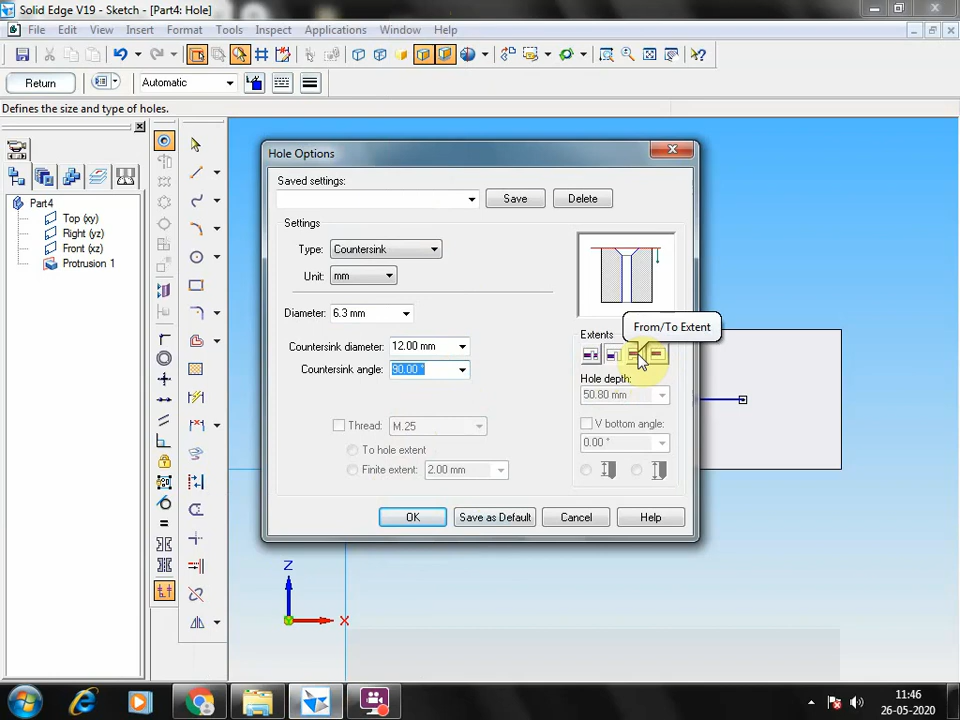 Solid Edge V19 - Sketch - [Part4: Hole]
File Edit View Insert Format Tools Inspect Applications Window Help
Return Automatic
Defines the size and type of holes.
Hole Options
Saved settings:
Save Delete
Settings
Type: Countersink
Unit: mm
Diameter: 6.3 mm
Countersink diameter: 12.00 mm
Countersink angle: 90.00 °
Thread: M.25
To hole extent
Finite extent: 2.00 mm
From/To Extent
Extents
Hole depth:
50.80 mm
V bottom angle:
0.00 °
OK Save as Default Cancel Help
Part4
Top (xy)
Right (yz)
Front (xz)
Protrusion 1
Z
X
11:46
26-05-2020